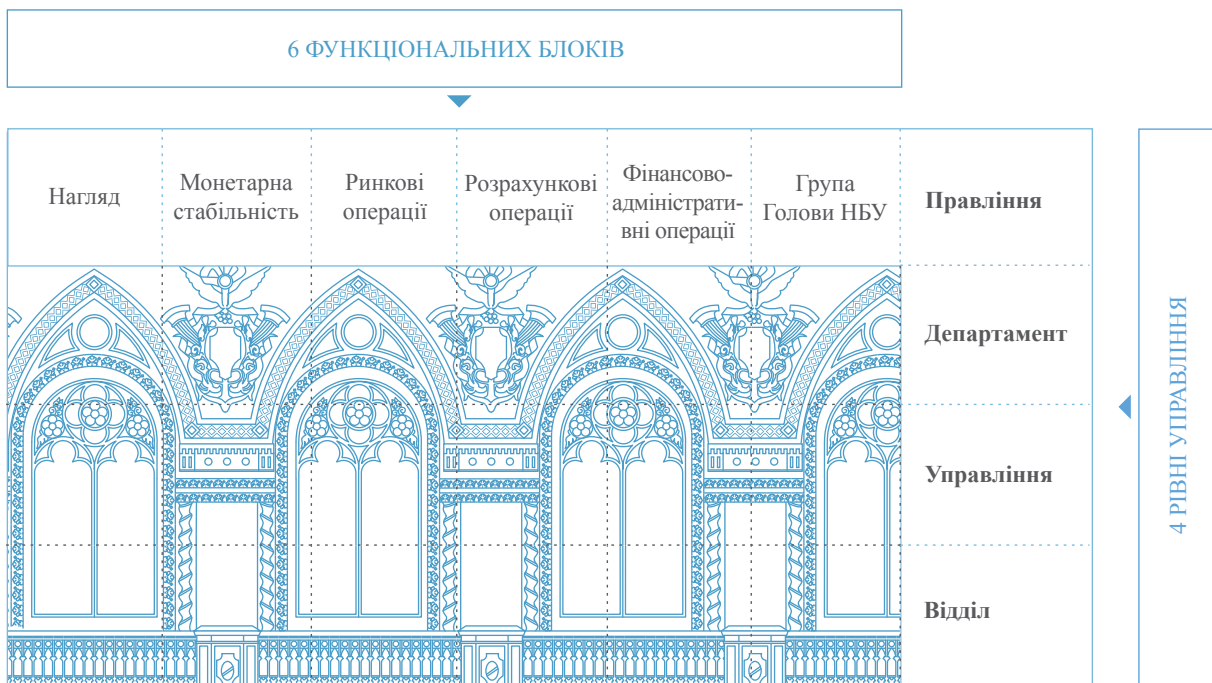 6 ФУНКЦІОНАЛЬНИХ БЛОКІВ
Нагляд
Монетарна
стабільність
Ринкові
операції
Розрахункові
операції
Фінансово-
адміністрати-
вні операції
Група
Голови НБУ
Правління
Департамент
Управління
Відділ
4 РІВНІ УПРАВЛІННЯ